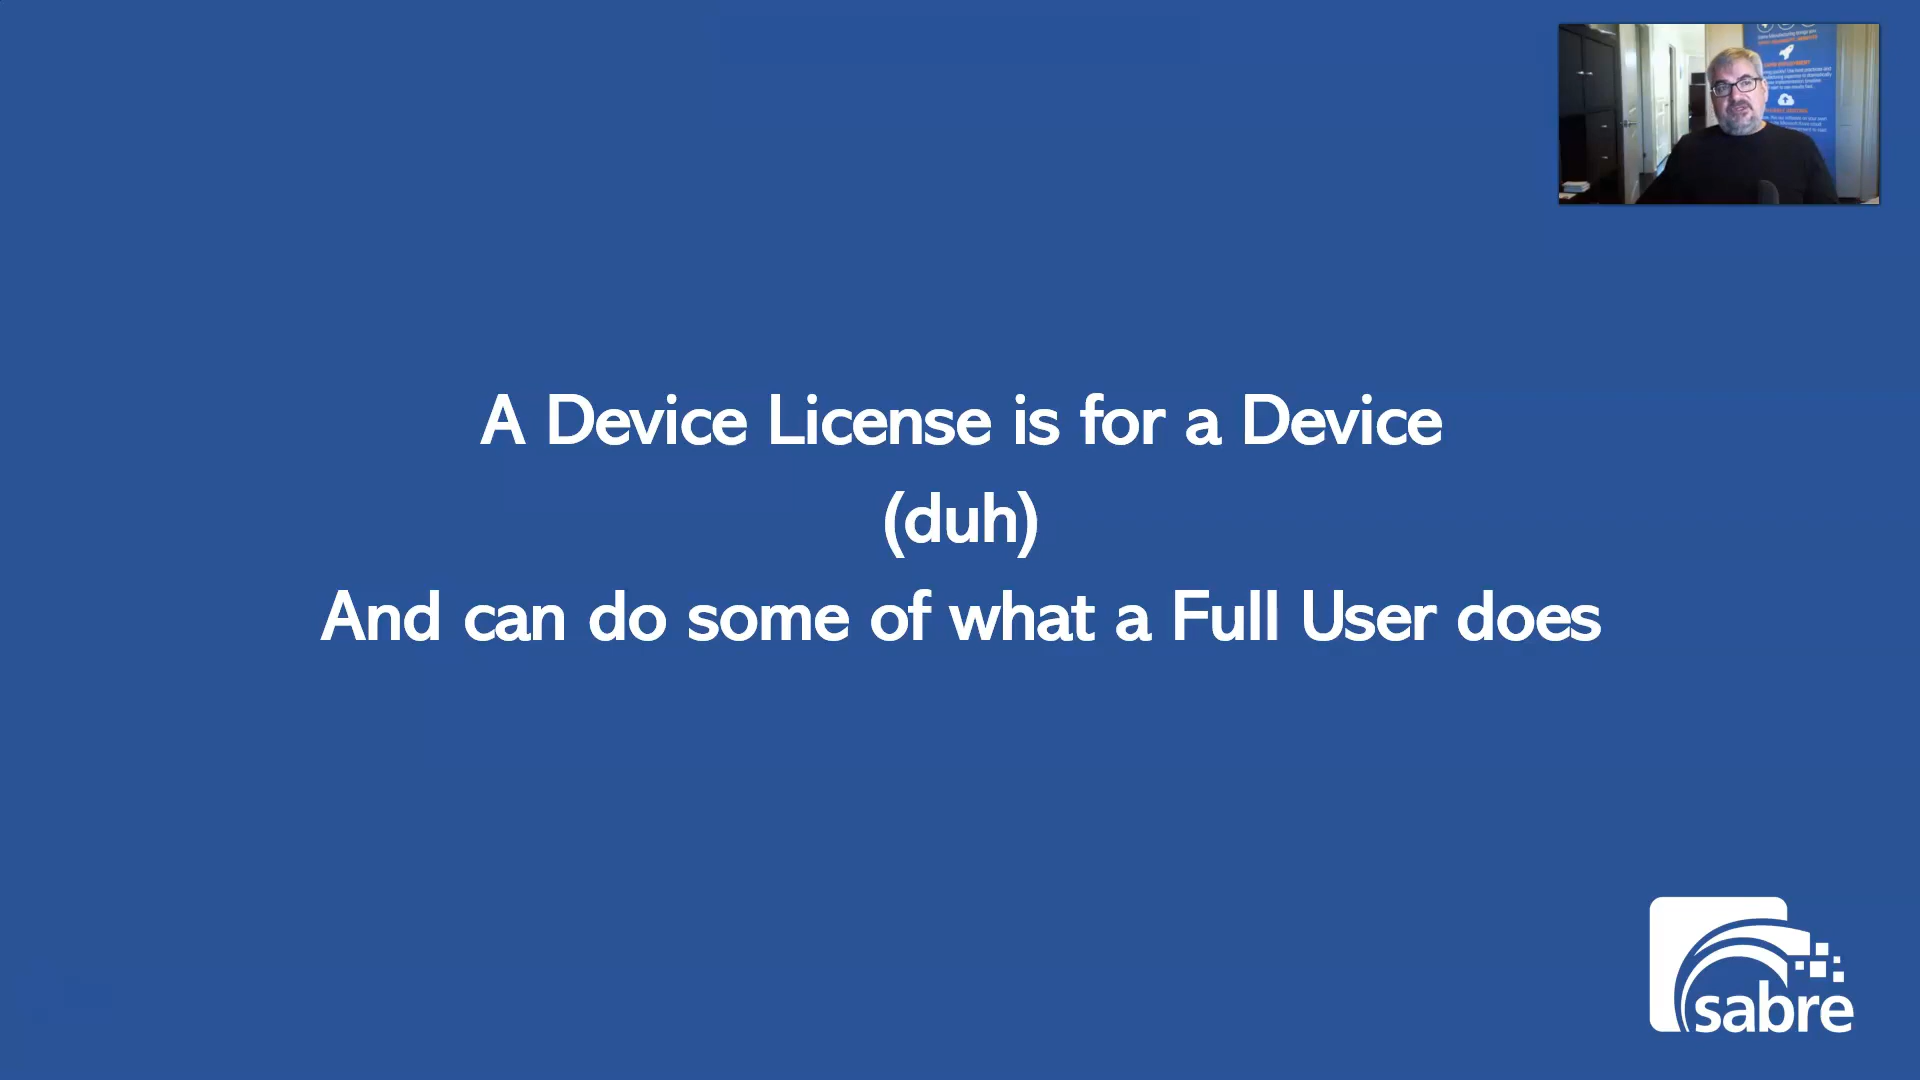 A Device License is for a Device
(duh)
And can do some of what a Full User does
sabre